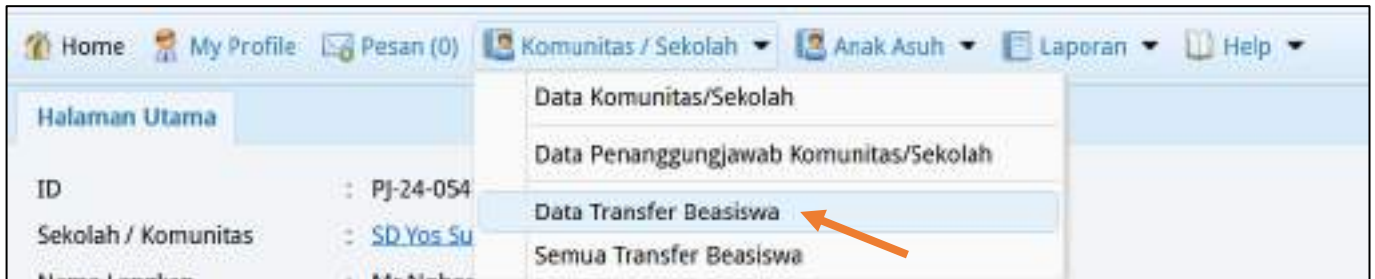 Home My Profile Pesan (0) Komunitas / Sekolah Anak Asuh Laporan Help
Data Komunitas/Sekolah
Halaman Utama
Data Penanggungjawab Komunitas/Sekolah
ID : PJ-24-054
Data Transfer Beasiswa
Sekolah / Komunitas : SD Yos Su
Semua Transfer Beasiswa